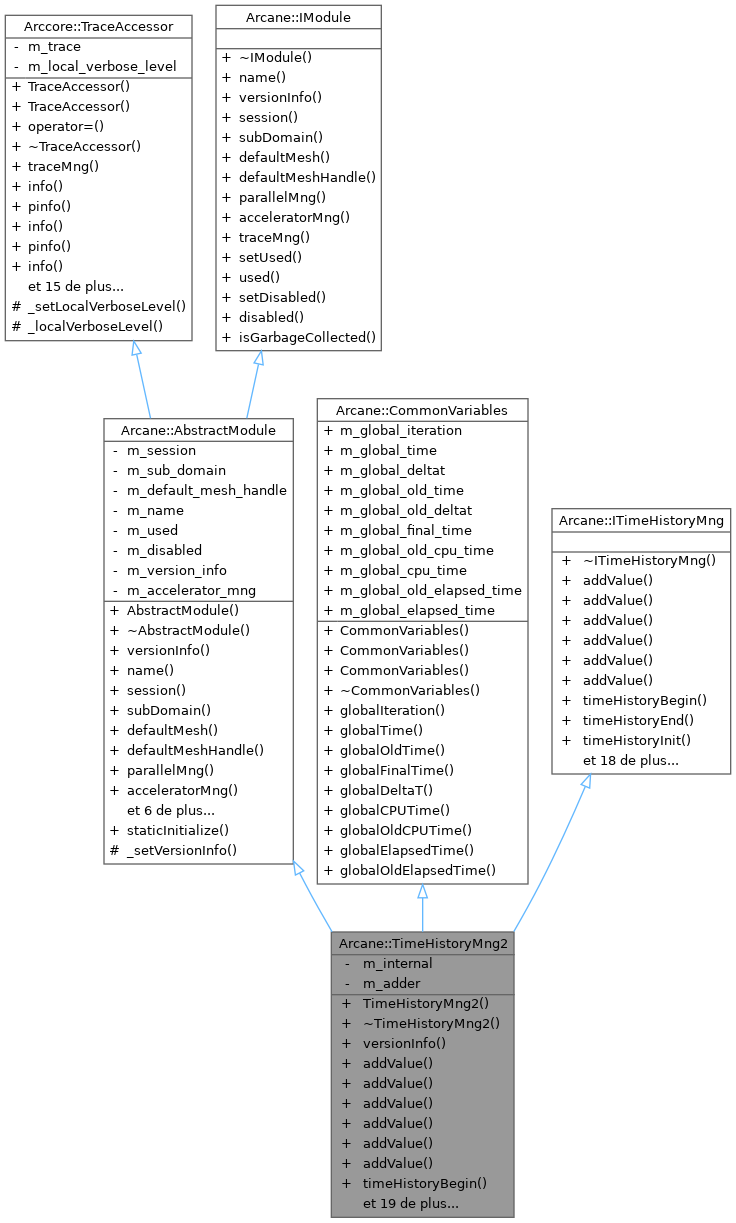 Arccore::TraceAccessor
- m_trace
- m_local_verbose_level
+ TraceAccessor()
+ TraceAccessor()
+ operator=()
+ ~TraceAccessor()
+ traceMng()
+ info()
+ pinfo()
+ info()
+ pinfo()
+ info()
et 15 de plus...
# _setLocalVerboseLevel()
# _localVerboseLevel()
Arcane::IModule
+ ~IModule()
+ name()
+ versionInfo()
+ session()
+ subDomain()
+ defaultMesh()
+ defaultMeshHandle()
+ parallelMng()
+ acceleratorMng()
+ traceMng()
+ setUsed()
+ used()
+ setDisabled()
+ disabled()
+ isGarbageCollected()
Arcane::AbstractModule
- m_session
- m_sub_domain
- m_default_mesh_handle
- m_name
- m_used
- m_disabled
- m_version_info
- m_accelerator_mng
+ AbstractModule()
+ ~AbstractModule()
+ versionInfo()
+ name()
+ session()
+ subDomain()
+ defaultMesh()
+ defaultMeshHandle()
+ parallelMng()
+ acceleratorMng()
et 6 de plus...
+ staticInitialize()
# _setVersionInfo()
Arcane::CommonVariables
+ m_global_iteration
+ m_global_time
+ m_global_deltat
+ m_global_old_time
+ m_global_old_deltat
+ m_global_final_time
+ m_global_old_cpu_time
+ m_global_cpu_time
+ m_global_old_elapsed_time
+ m_global_elapsed_time
+ CommonVariables()
+ CommonVariables()
+ CommonVariables()
+ ~CommonVariables()
+ globalIteration()
+ globalTime()
+ globalOldTime()
+ globalFinalTime()
+ globalDeltaT()
+ globalCPUTime()
+ globalOldCPUTime()
+ globalElapsedTime()
+ globalOldElapsedTime()
Arcane::ITimeHistoryMng
+ ~ITimeHistoryMng()
+ addValue()
+ addValue()
+ addValue()
+ addValue()
+ addValue()
+ addValue()
+ timeHistoryBegin()
+ timeHistoryEnd()
+ timeHistoryInit()
et 18 de plus...
Arcane::TimeHistoryMng2
- m_internal
- m_adder
+ TimeHistoryMng2()
+ ~TimeHistoryMng2()
+ versionInfo()
+ addValue()
+ addValue()
+ addValue()
+ addValue()
+ addValue()
+ addValue()
+ timeHistoryBegin()
et 19 de plus...